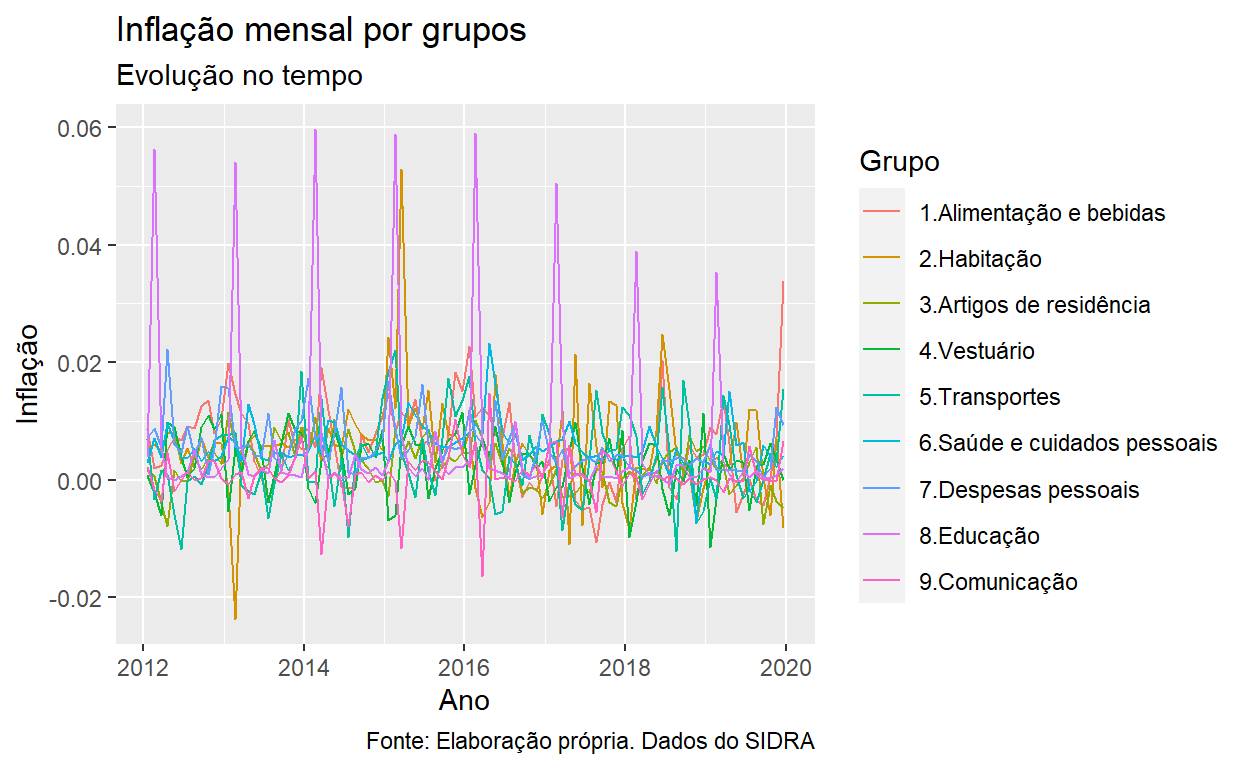 Inflação mensal por grupos
Evolução no tempo
0.06
0.04
0.02
0.00
-0.02
Inflação
2012 2014 2016 2018 2020
Ano
Fonte: Elaboração própria. Dados do SIDRA
Grupo
1.Alimentação e bebidas
2.Habitação
3.Artigos de residência
4.Vestuário
5.Transportes
6.Saúde e cuidados pessoais
7.Despesas pessoais
8.Educação
9.Comunicação